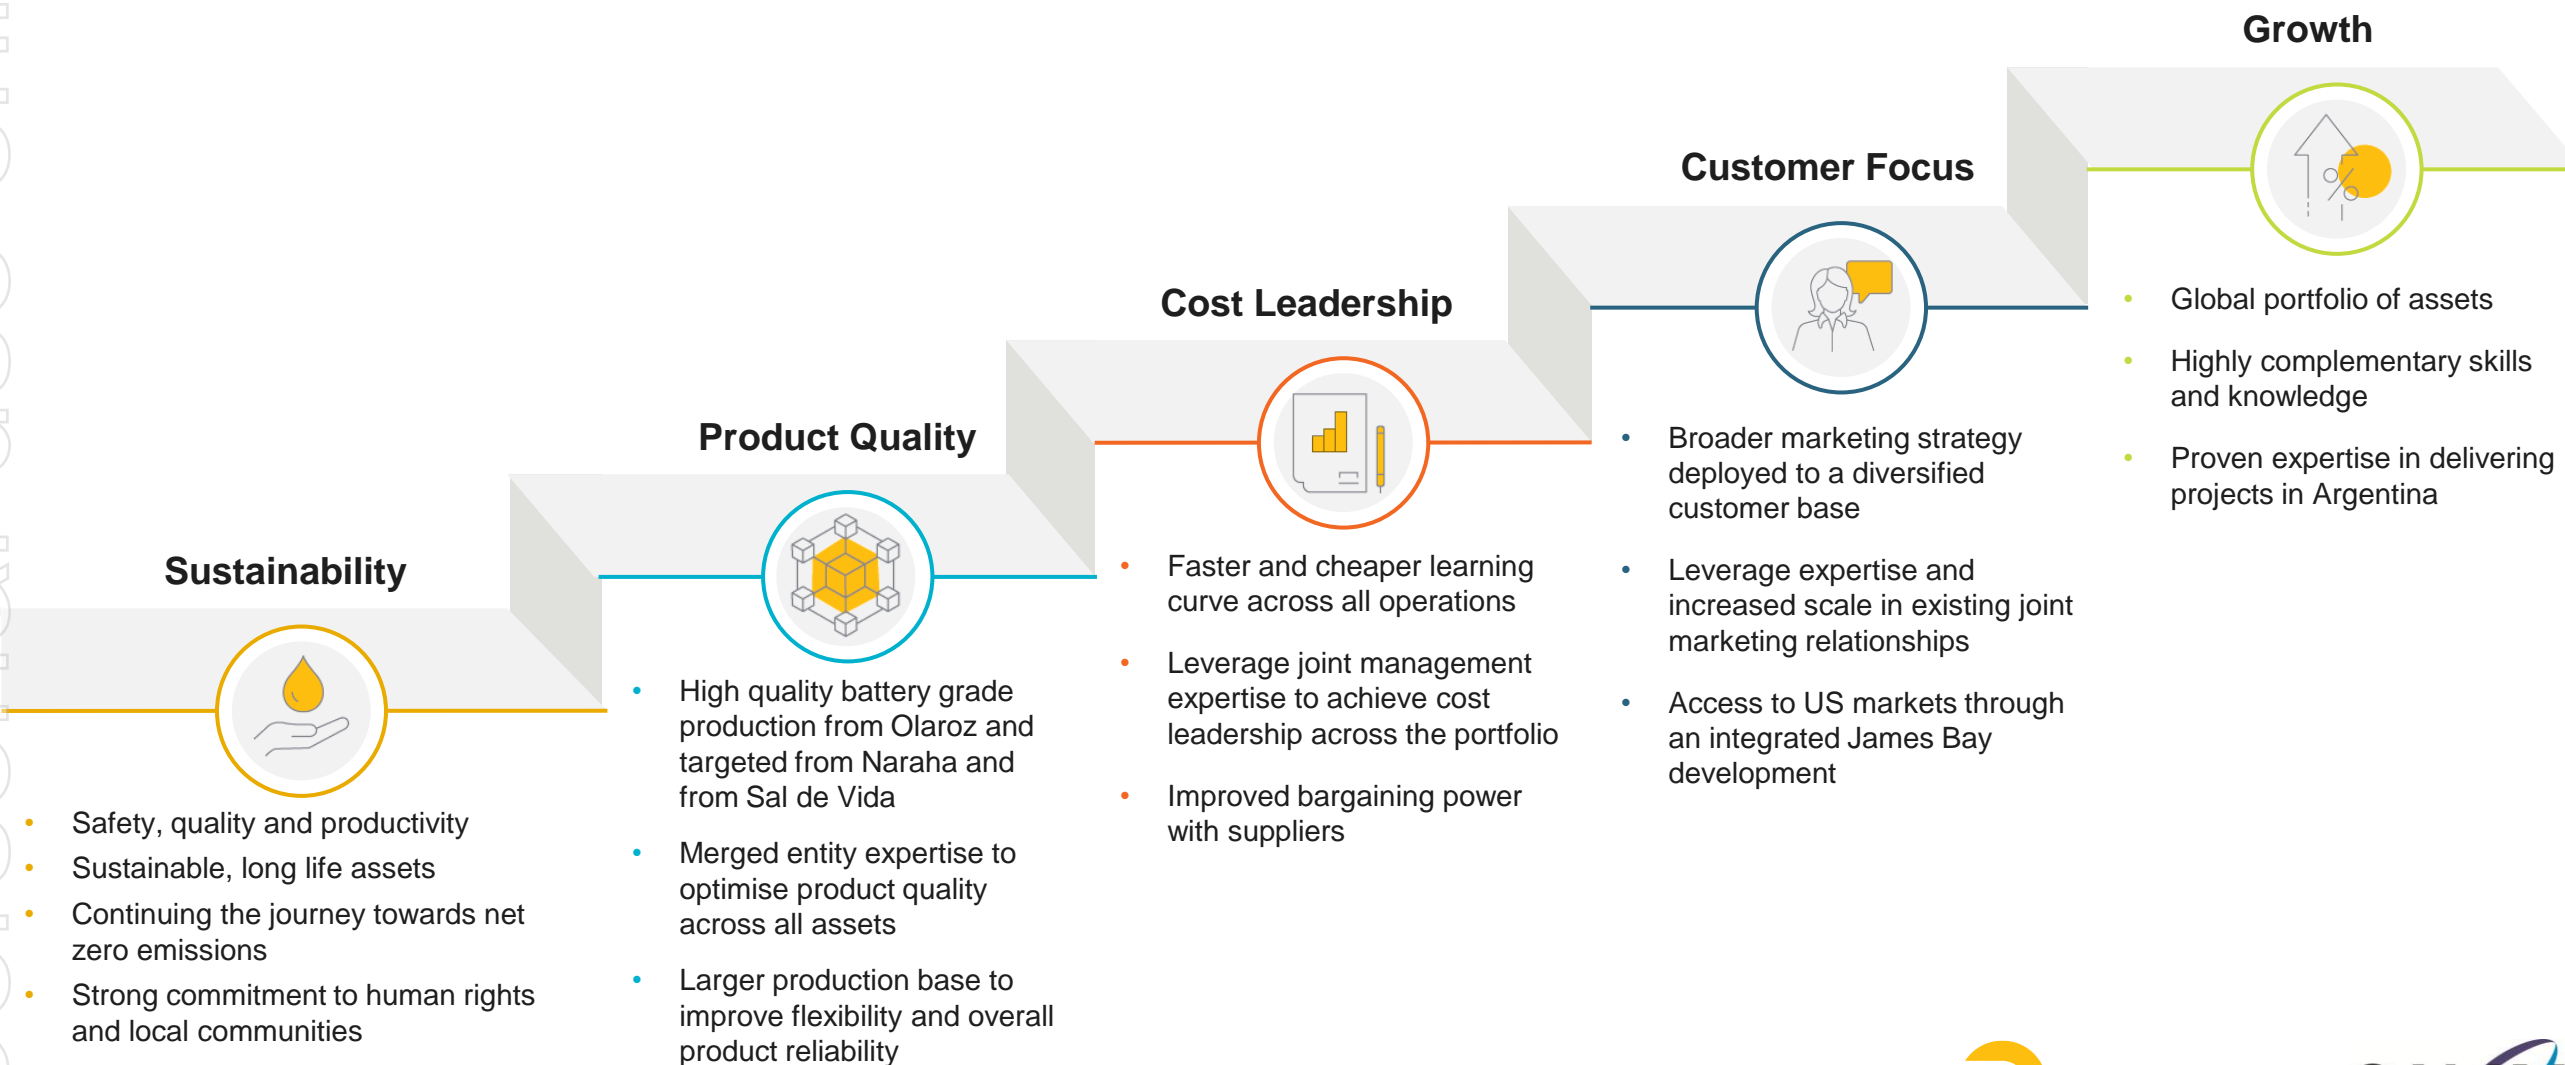 Growth
Customer Focus
Cost Leadership
Product Quality
Sustainability
• Safety, quality and productivity
• Sustainable, long life assets
• Continuing the journey towards net
zero emissions
• Strong commitment to human rights
and local communities
• High quality battery grade
production from Olaroz and
targeted from Naraha and
from Sal de Vida
• Merged entity expertise to
optimise product quality
across all assets
• Larger production base to
improve flexibility and overall
product reliability
• Faster and cheaper learning
curve across all operations
• Leverage joint management
expertise to achieve cost
leadership across the portfolio
• Improved bargaining power
with suppliers
• Broader marketing strategy
deployed to a diversified
customer base
• Leverage expertise and
increased scale in existing joint
marketing relationships
• Access to US markets through
an integrated James Bay
development
• Global portfolio of assets
• Highly complementary skills
and knowledge
• Proven expertise in delivering
projects in Argentina
%